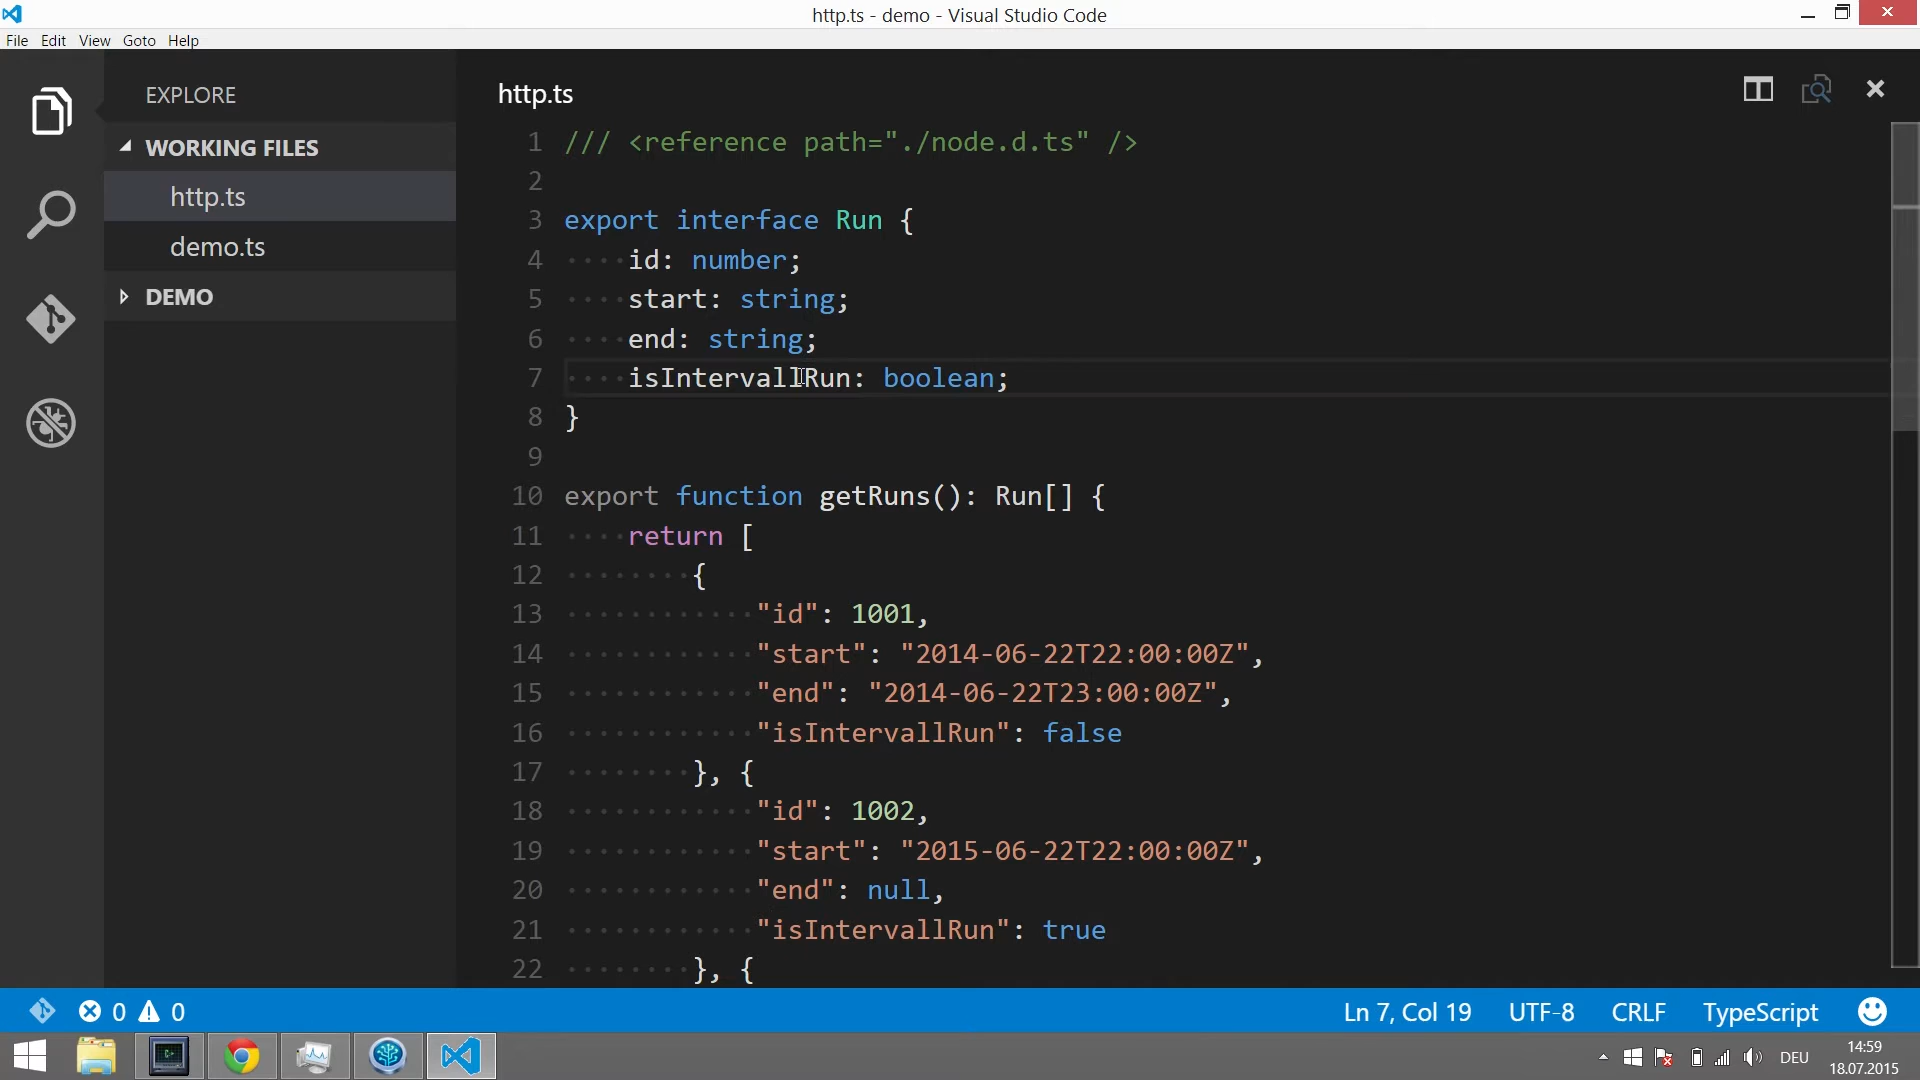 http.ts - demo - Visual Studio Code
File Edit View Goto Help
EXPLORE
WORKING FILES
http.ts
demo.ts
DEMO
http.ts
1 /// <reference path="./node.d.ts" />
2
3 export interface Run {
4 ····id: number;
5 ····start: string;
6 ····end: string;
7 ····isIntervallRun: boolean;
8 }
9
10 export function getRuns(): Run[] {
11 ····return [
12 ········{
13 ············"id": 1001,
14 ············"start": "2014-06-22T22:00:00Z",
15 ············"end": "2014-06-22T23:00:00Z",
16 ············"isIntervallRun": false
17 ········}, {
18 ············"id": 1002,
19 ············"start": "2015-06-22T22:00:00Z",
20 ············"end": null,
21 ············"isIntervallRun": true
22 ········}, {
0 0 Ln 7, Col 19 UTF-8 CRLF TypeScript
DEU 14:59
18.07.2015